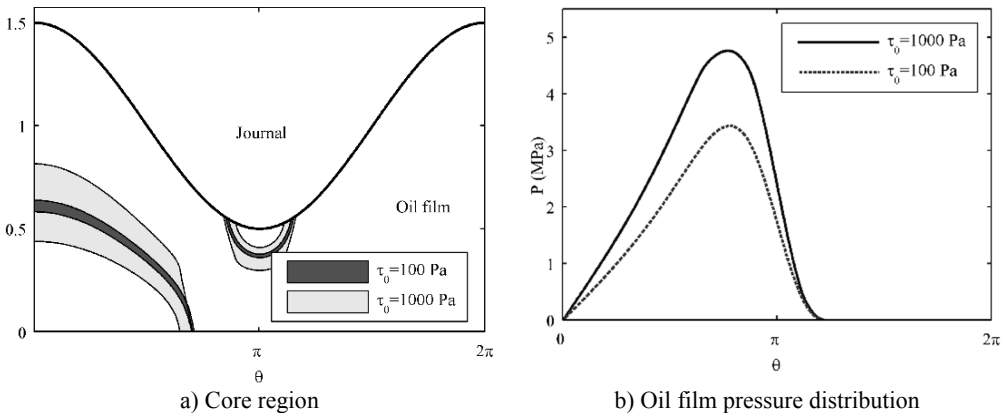 1.5
1
0.5
0
π
2π
θ
Journal
Oil film
τ₀=100 Pa
τ₀=1000 Pa
a) Core region
5
4
3
2
1
0
P (MPa)
0
π
2π
θ
τ₀=1000 Pa
τ₀=100 Pa
b) Oil film pressure distribution